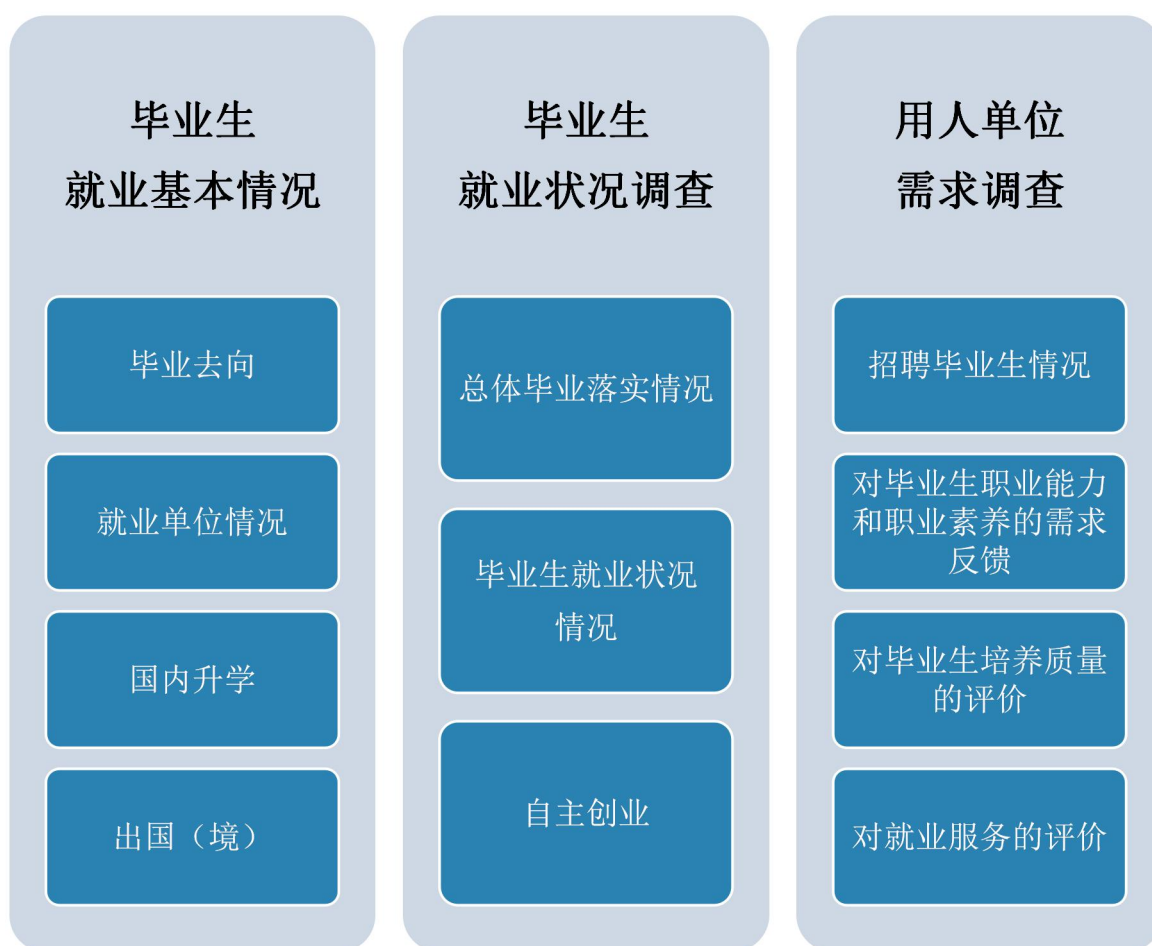 毕业生
就业基本情况
毕业去向
就业单位情况
国内升学
出国（境）
毕业生
就业状况调查
总体毕业落实情况
毕业生就业状况
情况
自主创业
用人单位
需求调查
招聘毕业生情况
对毕业生职业能力
和职业素养的需求
反馈
对毕业生培养质量
的评价
对就业服务的评价